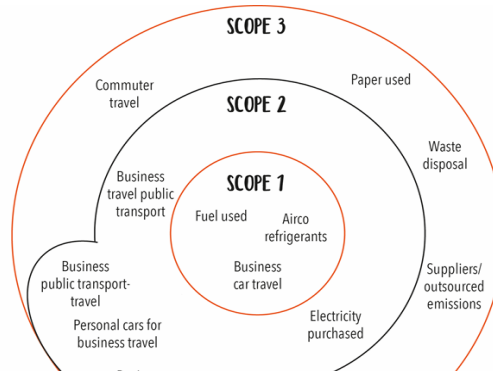 SCOPE 3
Commuter
travel
Paper used
SCOPE 2
Waste
disposal
Business
travel public
transport
SCOPE 1
Fuel used
Airco
refrigerants
Business
car travel
Business
public transport-
travel
Suppliers/
outsourced
emissions
Personal cars for
business travel
Electricity
purchased